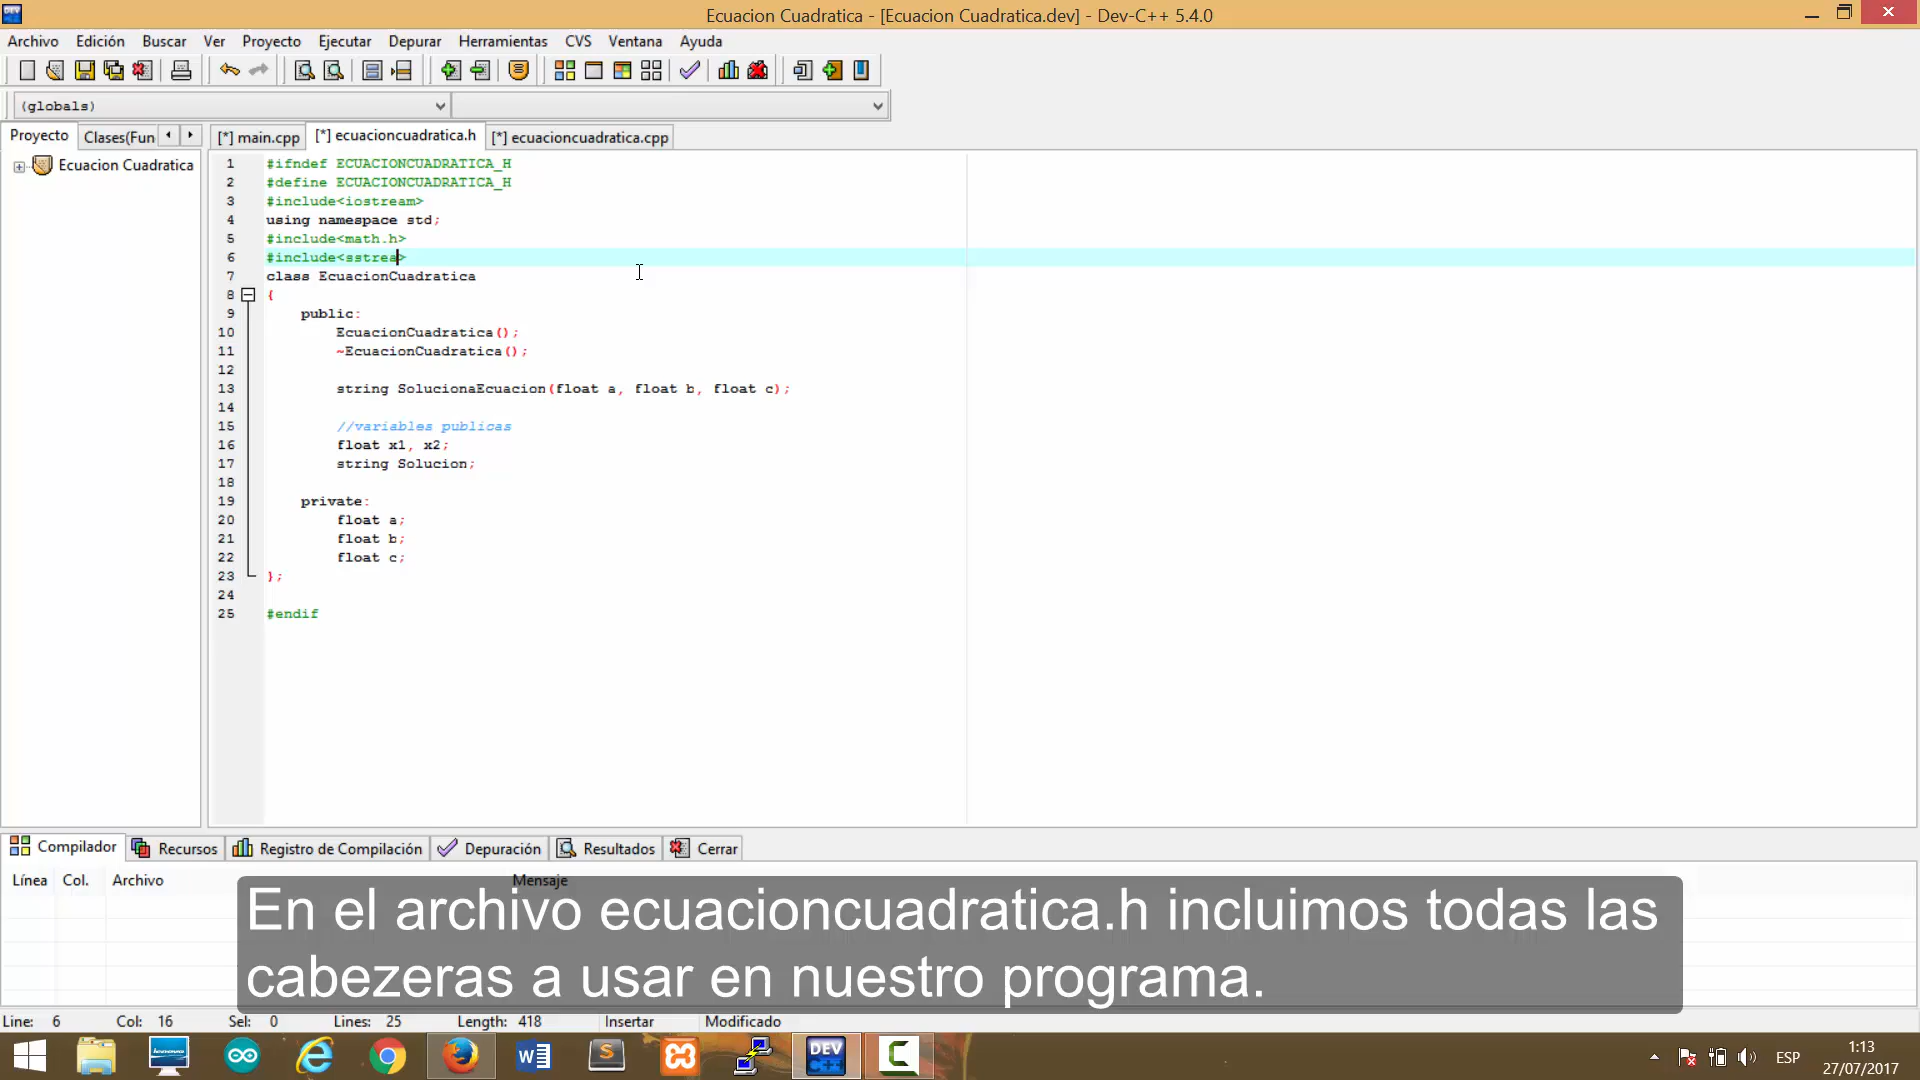 Ecuacion Cuadratica - [Ecuacion Cuadratica.dev] - Dev-C++ 5.4.0
Archivo Edición Buscar Ver Proyecto Ejecutar Depurar Herramientas CVS Ventana Ayuda
(globals)
Proyecto Clases(Fun [*] main.cpp [*] ecuacioncuadratica.h [*] ecuacioncuadratica.cpp
Ecuacion Cuadratica
1 #ifndef ECUACIONCUADRATICA_H
2 #define ECUACIONCUADRATICA_H
3 #include<iostream>
4 using namespace std;
5 #include<math.h>
6 #include<sstrea>
7 class EcuacionCuadratica
8 {
9 public:
10 EcuacionCuadratica();
11 ~EcuacionCuadratica();
12
13 string SolucionaEcuacion(float a, float b, float c);
14
15 //variables publicas
16 float x1, x2;
17 string Solucion;
18
19 private:
20 float a;
21 float b;
22 float c;
23 };
24
25 #endif
Compilador Recursos Registro de Compilación Depuración Resultados Cerrar
Línea Col. Archivo Mensaje
En el archivo ecuacioncuadratica.h incluimos todas las
cabezeras a usar en nuestro programa.
Line: 6 Col: 16 Sel: 0 Lines: 25 Length: 418 Insertar Modificado
lenovo
DEV C++
ESP
1:13
27/07/2017